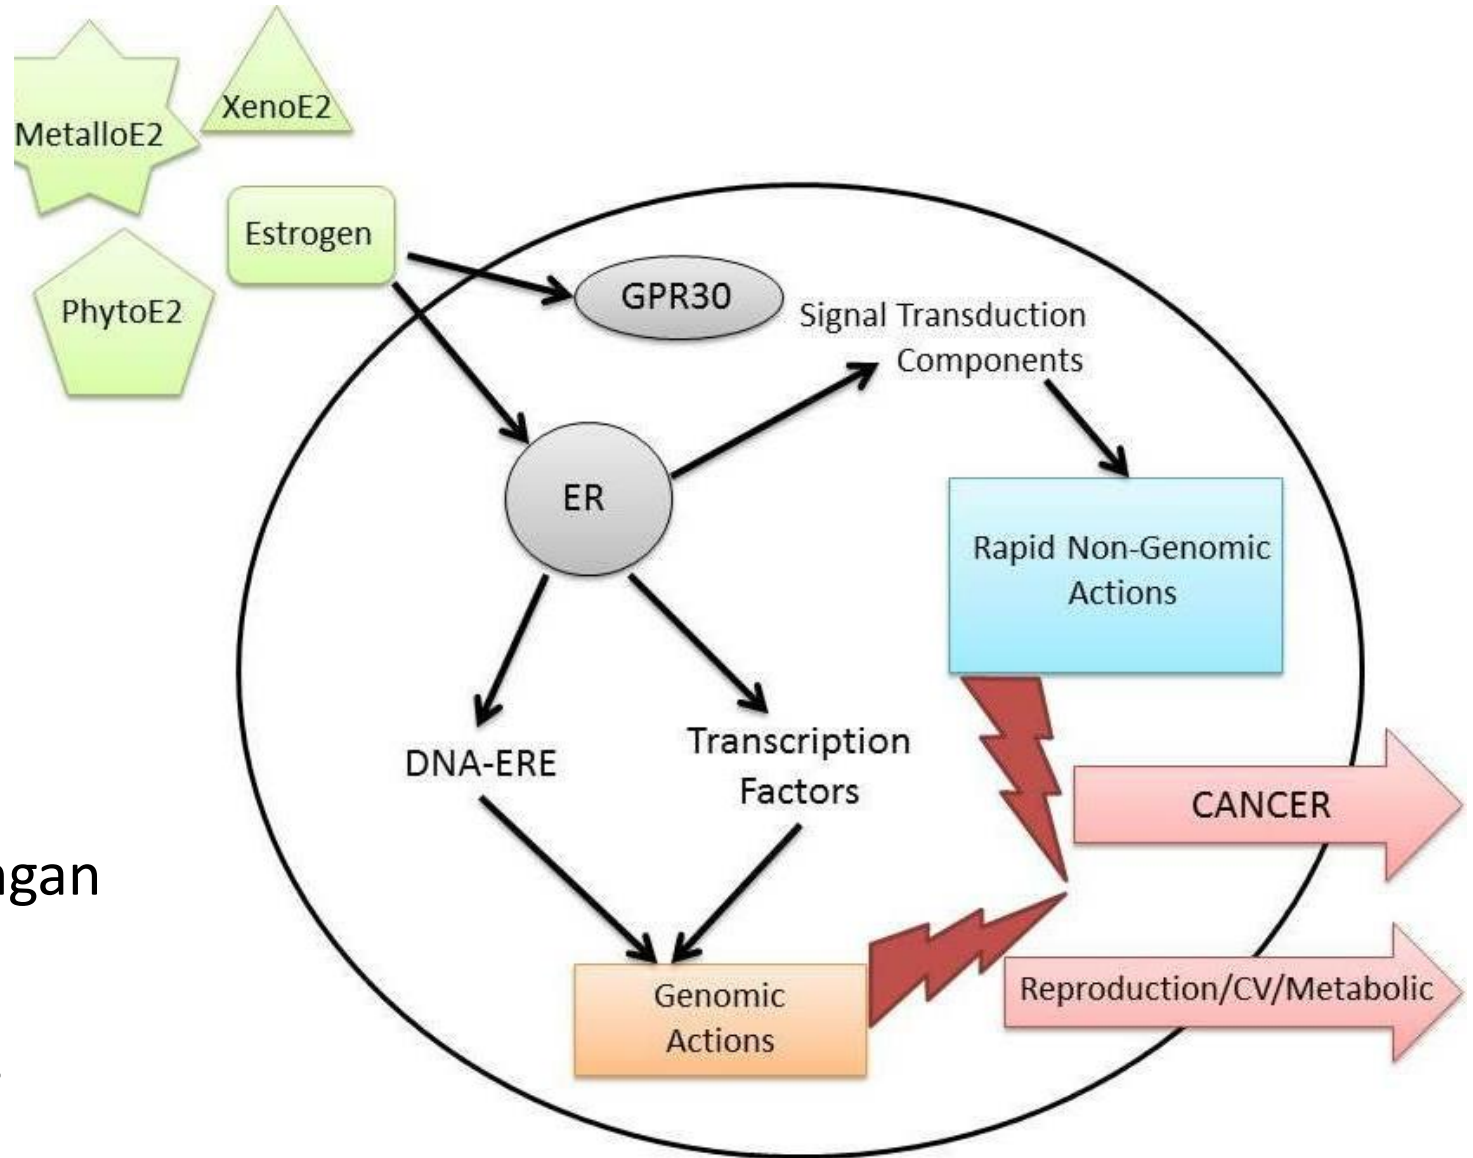 XenoE2
MetalloE2
Estrogen
PhytoE2
GPR30
Signal Transduction
Components
ER
Rapid Non-Genomic
Actions
DNA-ERE
Transcription
Factors
CANCER
Genomic
Actions
Reproduction/CV/Metabolic